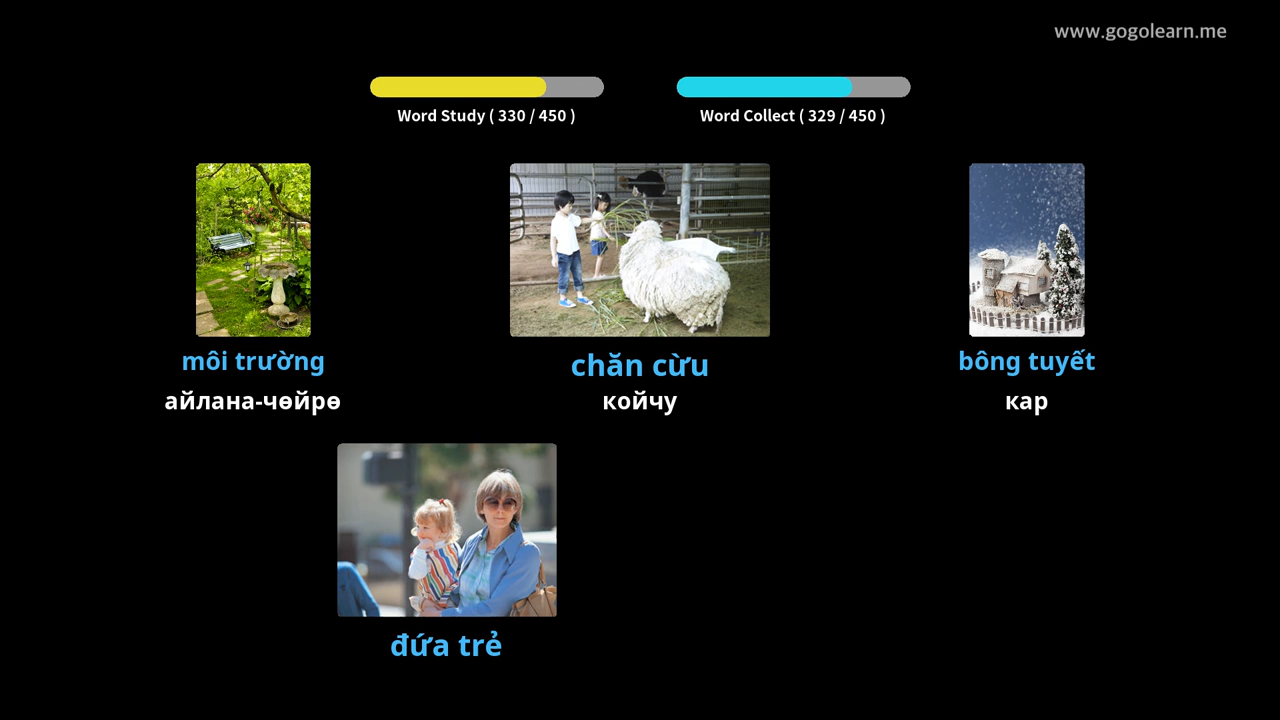 www.gogolearn.me
Word Study ( 330 / 450 )
Word Collect ( 329 / 450 )
môi trường
айлана-чөйрө
chăn cừu
койчу
bông tuyết
кар
đứa trẻ